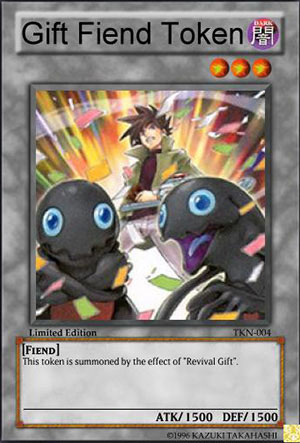 Gift Fiend Token
DARK
闇
Limited Edition
TKN-004
[FIEND]
This token is summoned by the effect of "Revival Gift".
ATK/ 1500 DEF/ 1500
©1996 KAZUKI TAKAHASHI